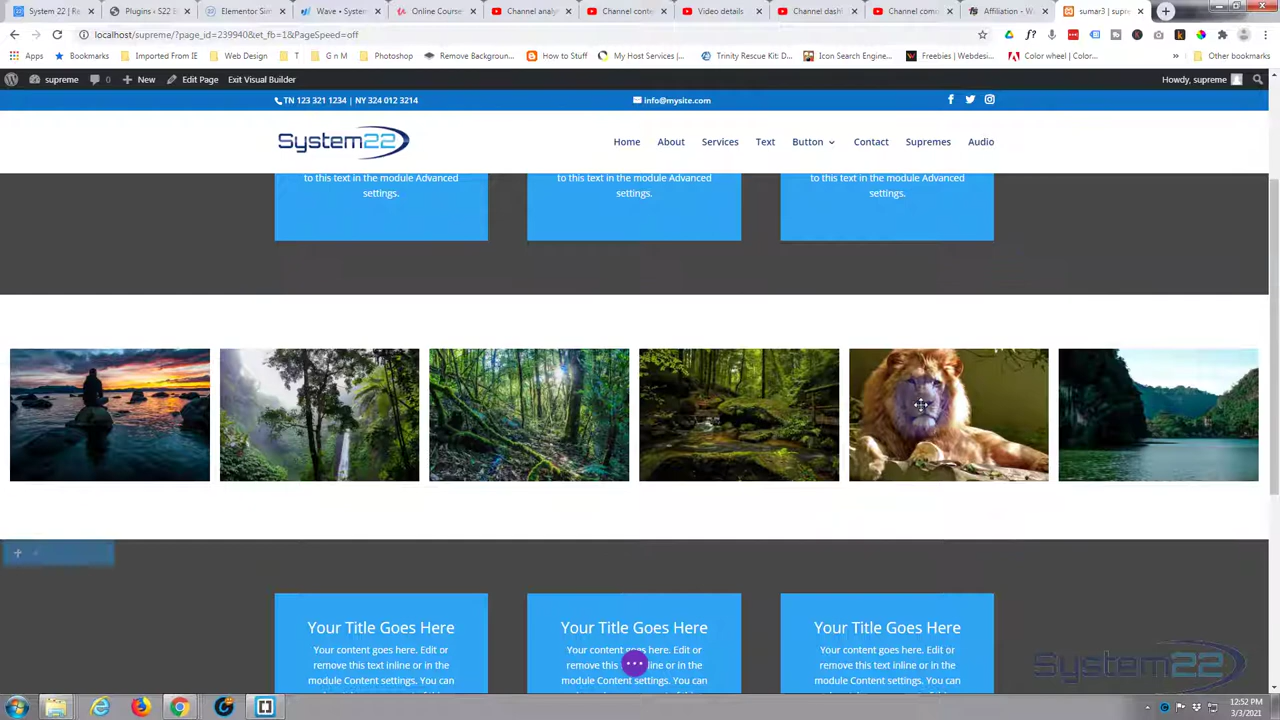 System 22 | Re
Plugins ‹ S22 E
Elementor Sim
Wave • System
Online Course
Channel analy
Channel conte
Video details
Channel dash
Channel com
Affiliation - W
sumar3 | supre
localhost/supreme/?page_id=239940&et_fb=1&PageSpeed=off
Apps
Bookmarks
Imported From IE
Web Design
T
G n M
Photoshop
Remove Background
How to Stuff
My Host Services |
Trinity Rescue Kit:
Icon Search Engine
Freebies | Webdesi
Color wheel | Color
»
Other bookmarks
supreme
0
New
Edit Page
Exit Visual Builder
Howdy, supreme
TN 123 321 1234 | NY 324 012 3214
info@mysite.com
System22
Home
About
Services
Text
Button
Contact
Supremes
Audio
to this text in the module Advanced
settings.
to this text in the module Advanced
settings.
to this text in the module Advanced
settings.
Your Title Goes Here
Your content goes here. Edit or
remove this text inline or in the
module Content settings. You can
Your Title Goes Here
Your content goes here. Edit or
remove this text inline or in the
module Content settings. You can
Your Title Goes Here
Your content goes here. Edit or
remove this text inline or in the
module Content settings. You can
System22
12:52 PM
3/3/2021